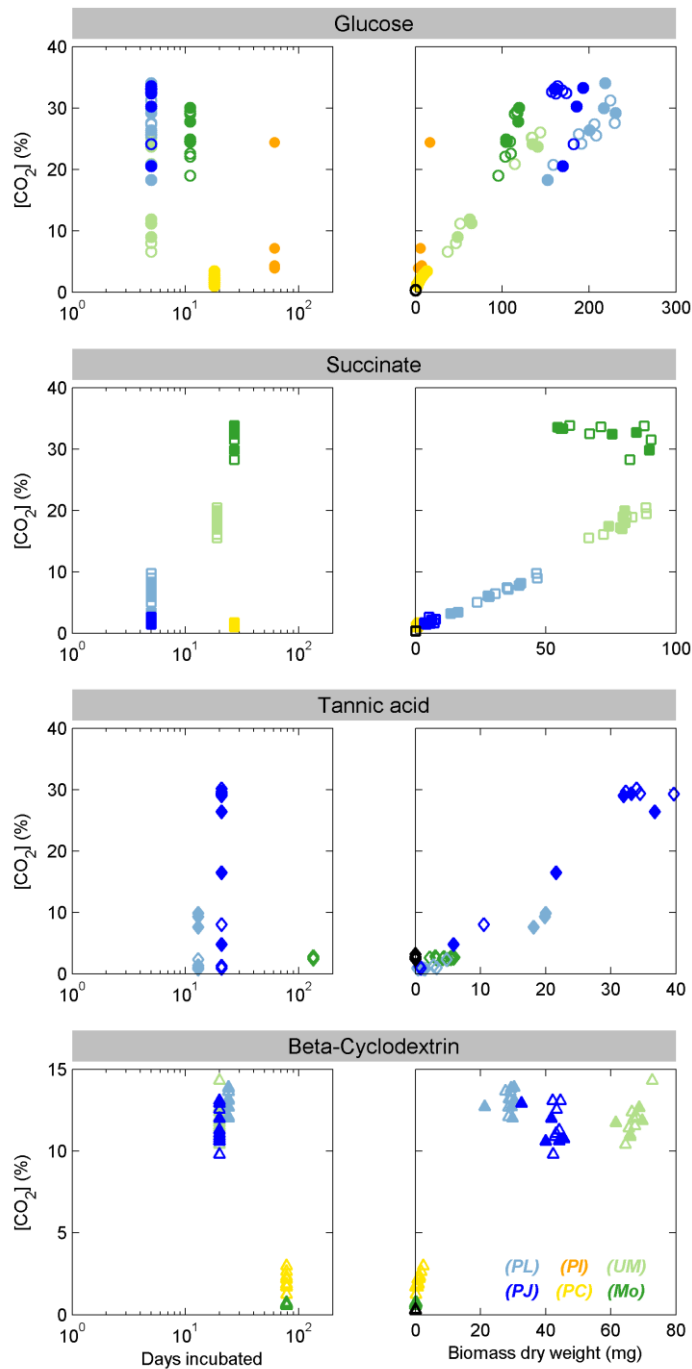 Glucose
40
30
20
10
0
[CO2] (%)
10^0 10^1 10^2
0 100 200 300
Succinate
40
30
20
10
0
[CO2] (%)
10^0 10^1 10^2
0 50 100
Tannic acid
40
30
20
10
0
[CO2] (%)
10^0 10^1 10^2
0 10 20 30 40
Beta-Cyclodextrin
15
10
5
0
[CO2] (%)
(PL) (PI) (UM)
(PJ) (PC) (Mo)
10^0 10^1 10^2
0 20 40 60 80
Days incubated
Biomass dry weight (mg)